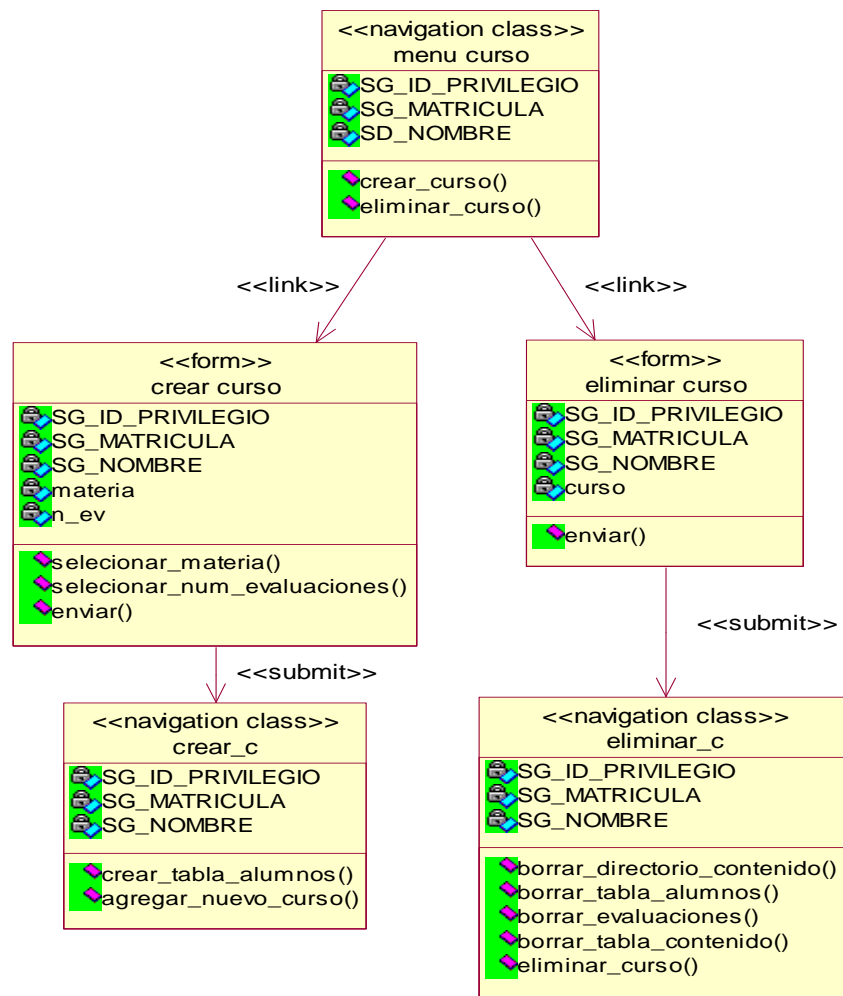 <<navigation class>>
menu curso
SG_ID_PRIVILEGIO
SG_MATRICULA
SD_NOMBRE
crear_curso()
eliminar_curso()
<<link>>
<<link>>
<<form>>
crear curso
SG_ID_PRIVILEGIO
SG_MATRICULA
SG_NOMBRE
materia
n_ev
selecionar_materia()
selecionar_num_evaluaciones()
enviar()
<<form>>
eliminar curso
SG_ID_PRIVILEGIO
SG_MATRICULA
SG_NOMBRE
curso
enviar()
<<submit>>
<<submit>>
<<navigation class>>
crear_c
SG_ID_PRIVILEGIO
SG_MATRICULA
SG_NOMBRE
crear_tabla_alumnos()
agregar_nuevo_curso()
<<navigation class>>
eliminar_c
SG_ID_PRIVILEGIO
SG_MATRICULA
SG_NOMBRE
borrar_directorio_contenido()
borrar_tabla_alumnos()
borrar_evaluaciones()
borrar_tabla_contenido()
eliminar_curso()